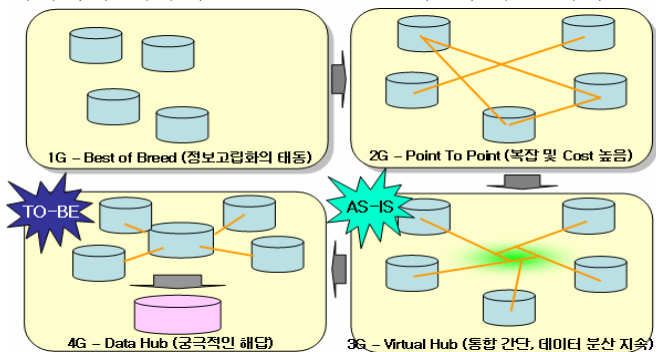 1G – Best of Breed (정보고립화의 태동)
2G – Point To Point (복잡 및 Cost 높음)
TO-BE
AS-IS
4G – Data Hub (궁극적인 해답)
3G – Virtual Hub (통합 간단, 데이터 분산 지속)